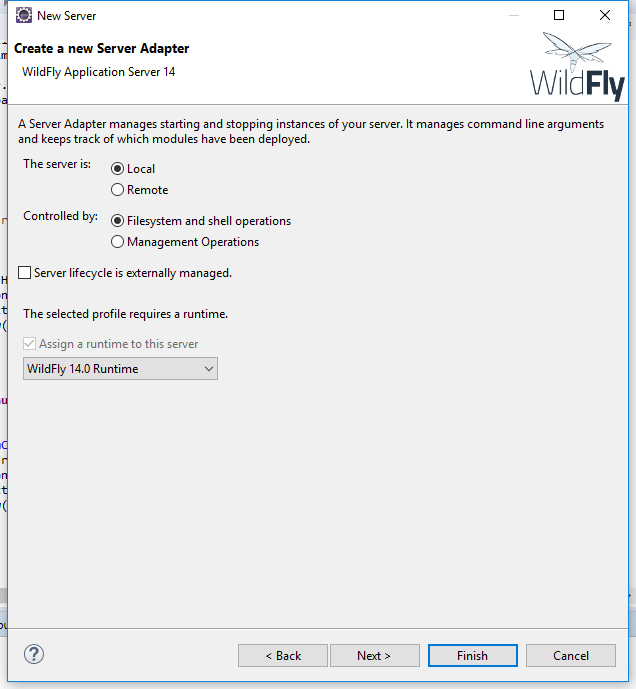 New Server
Create a new Server Adapter
WildFly Application Server 14
WildFly
A Server Adapter manages starting and stopping instances of your server. It manages command line arguments
and keeps track of which modules have been deployed.
The server is:
Local
Remote
Controlled by:
Filesystem and shell operations
Management Operations
Server lifecycle is externally managed.
The selected profile requires a runtime.
Assign a runtime to this server
WildFly 14.0 Runtime
?
< Back
Next >
Finish
Cancel